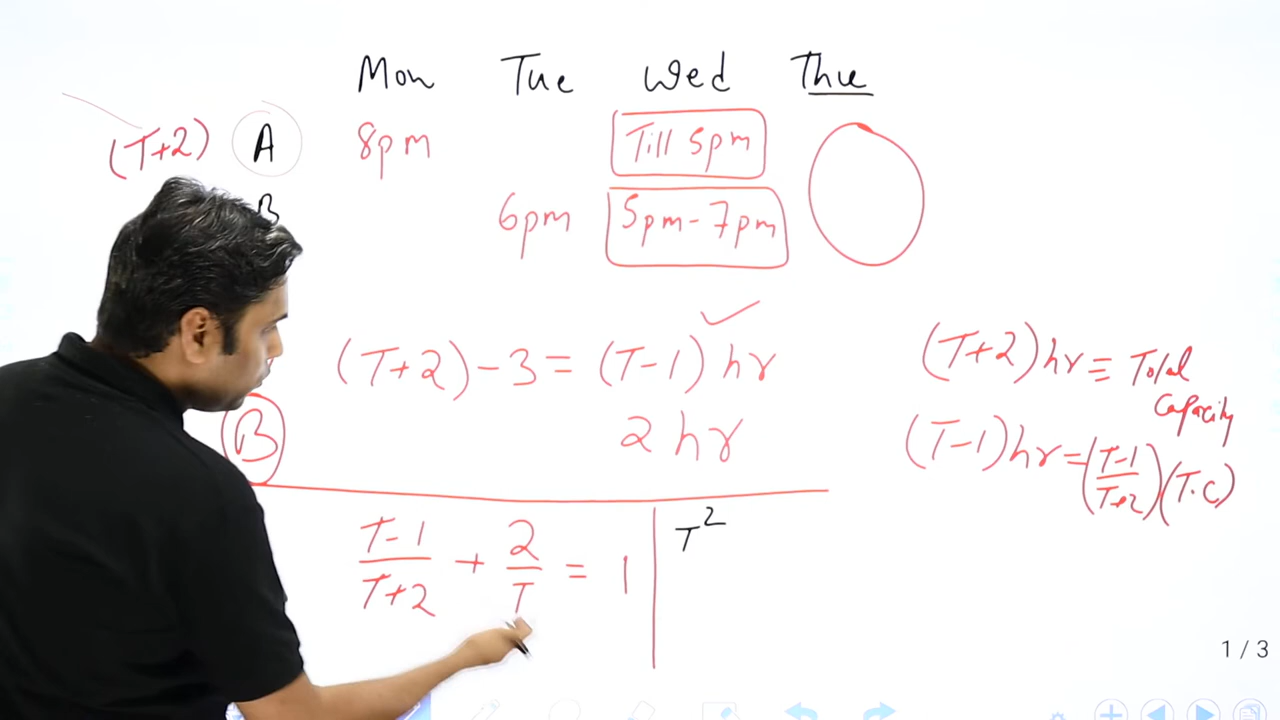 Mon Tue Wed Thu
(T+2) A 8pm Till 5pm
B 6pm 5pm-7pm
(T+2)-3=(T-1) hr
(T+2)hr≡ Total capacity
B 2 hr
(T-1)hr=(T-1/T+2)(T.C)
T-1/T+2 + 2/T = 1
T²
1 / 3